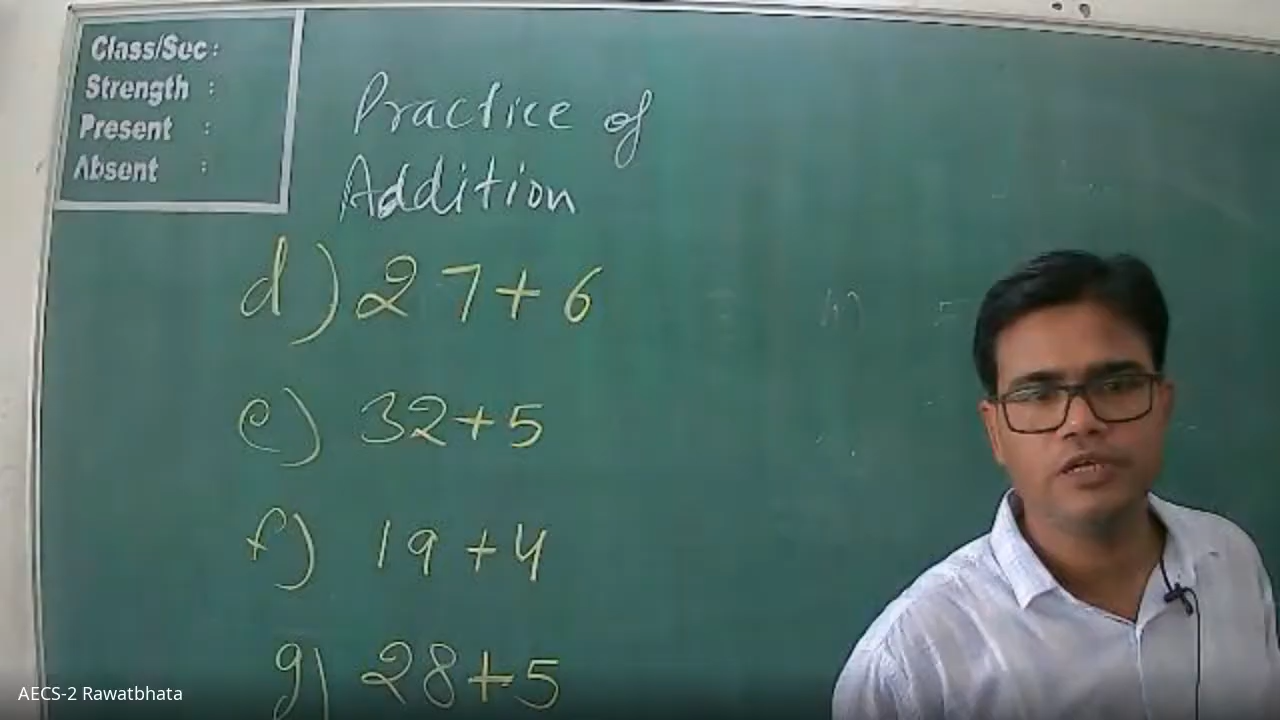 Class/Sec :
Strength :
Present :
Absent :
Practice of
Addition
d) 27+6
e) 32+5
f) 19+4
g) 28+5
AECS-2 Rawatbhata